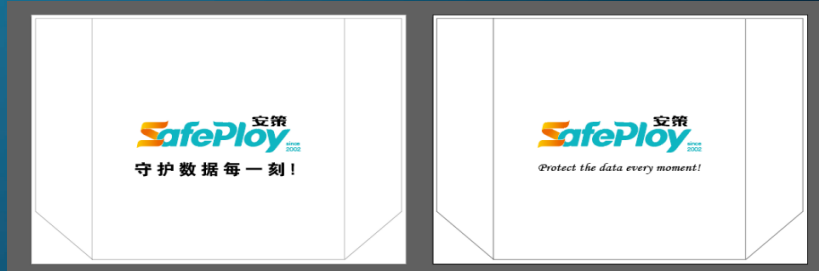 安策
SafePloy
since
2002
守护数据每一刻!
安策
SafePloy
since
2002
Protect the data every moment!